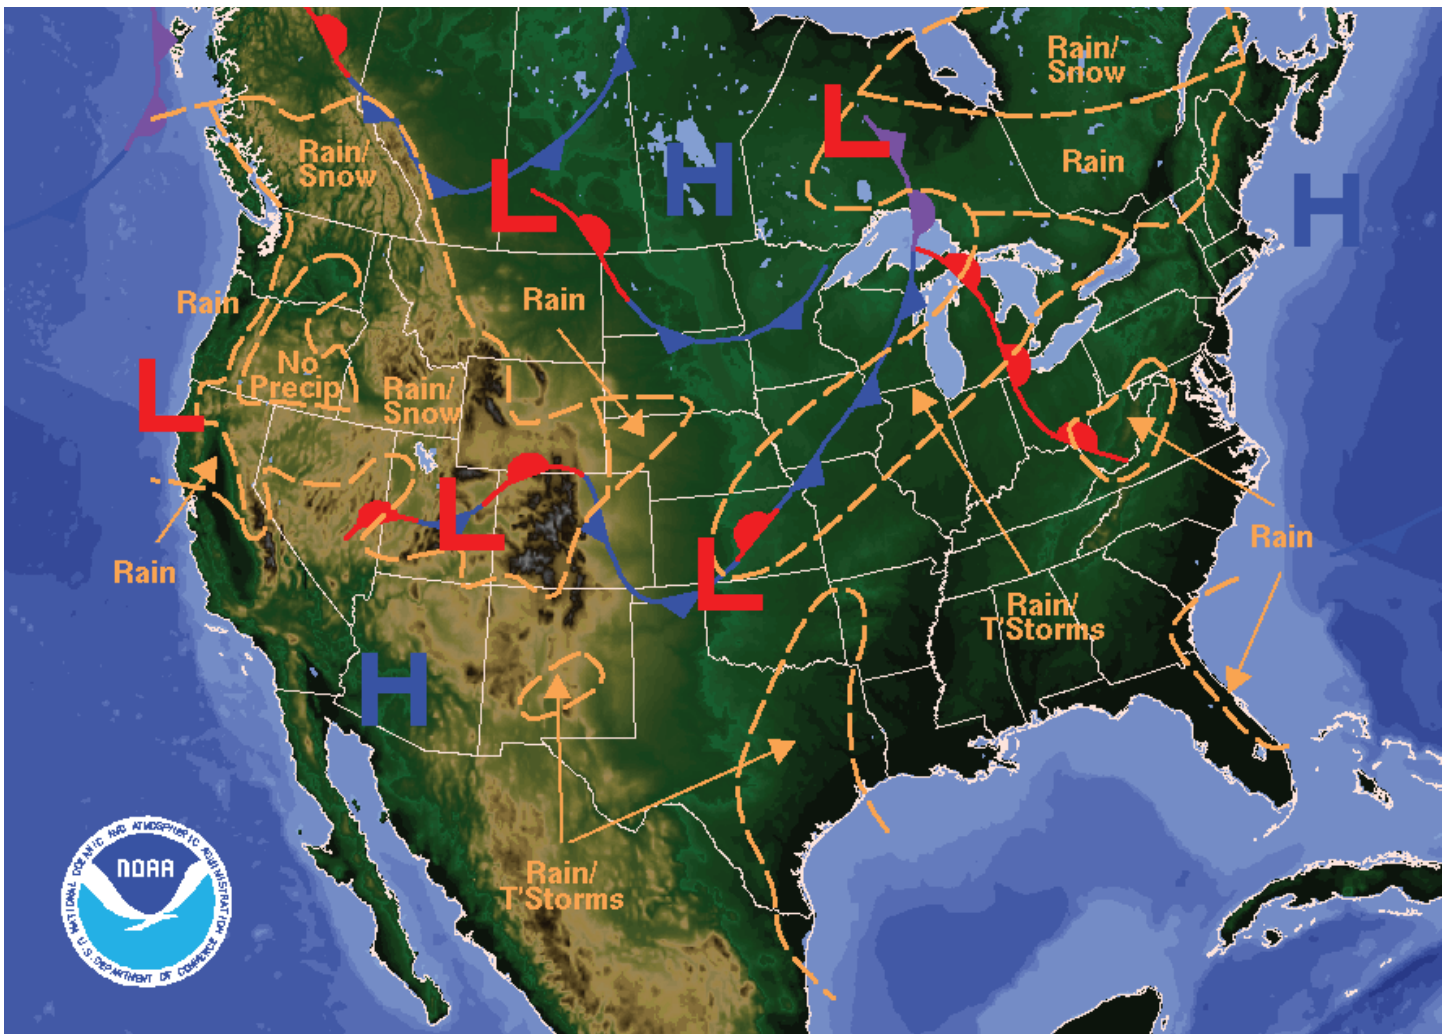 Rain/
Snow
L
Rain/
Snow
L
H
Rain
H
Rain
Rain
L
No
Precip
Rain/
Snow
L
L
Rain
Rain
Rain/
T'Storms
H
Rain/
T'Storms
NOAA
NATIONAL OCEANIC AND ATMOSPHERIC ADMINISTRATION
U.S. DEPARTMENT OF COMMERCE